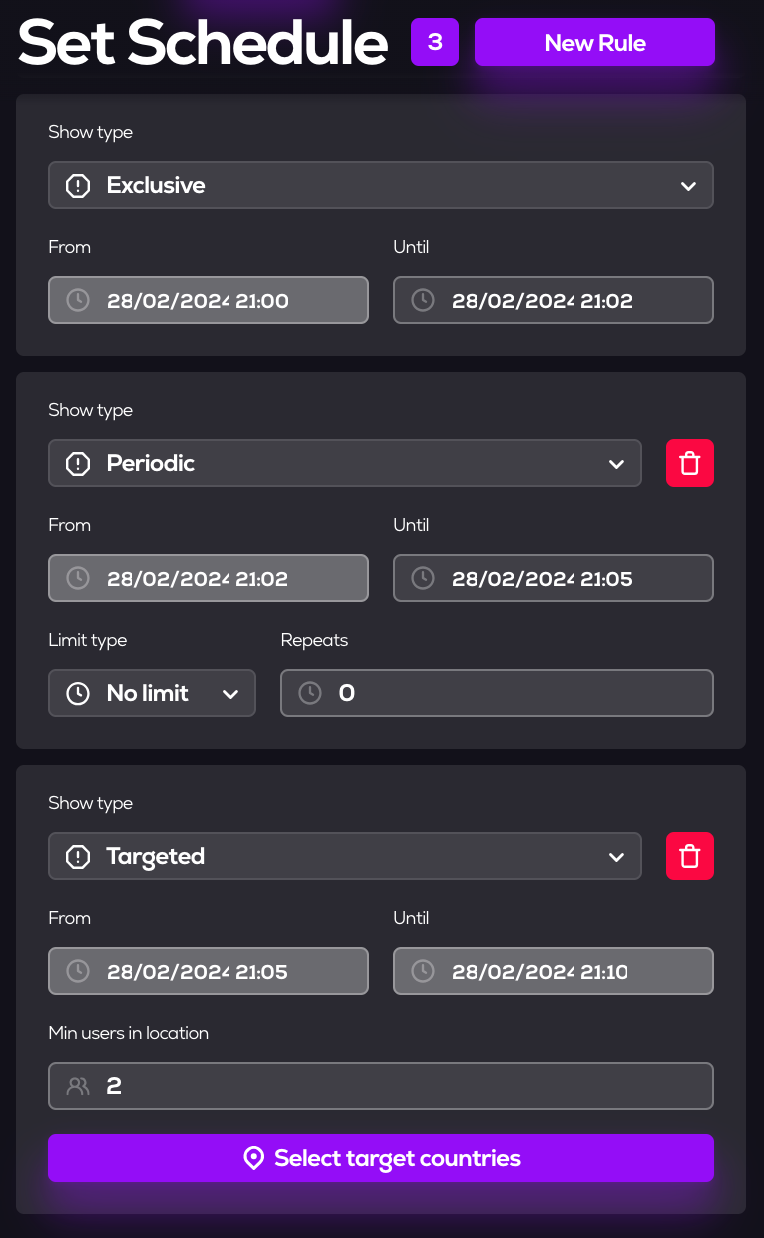 Set Schedule 3 New Rule
Show type
Exclusive
From Until
28/02/2024 21:00 28/02/2024 21:02
Show type
Periodic
From Until
28/02/2024 21:02 28/02/2024 21:05
Limit type Repeats
No limit 0
Show type
Targeted
From Until
28/02/2024 21:05 28/02/2024 21:10
Min users in location
2
Select target countries